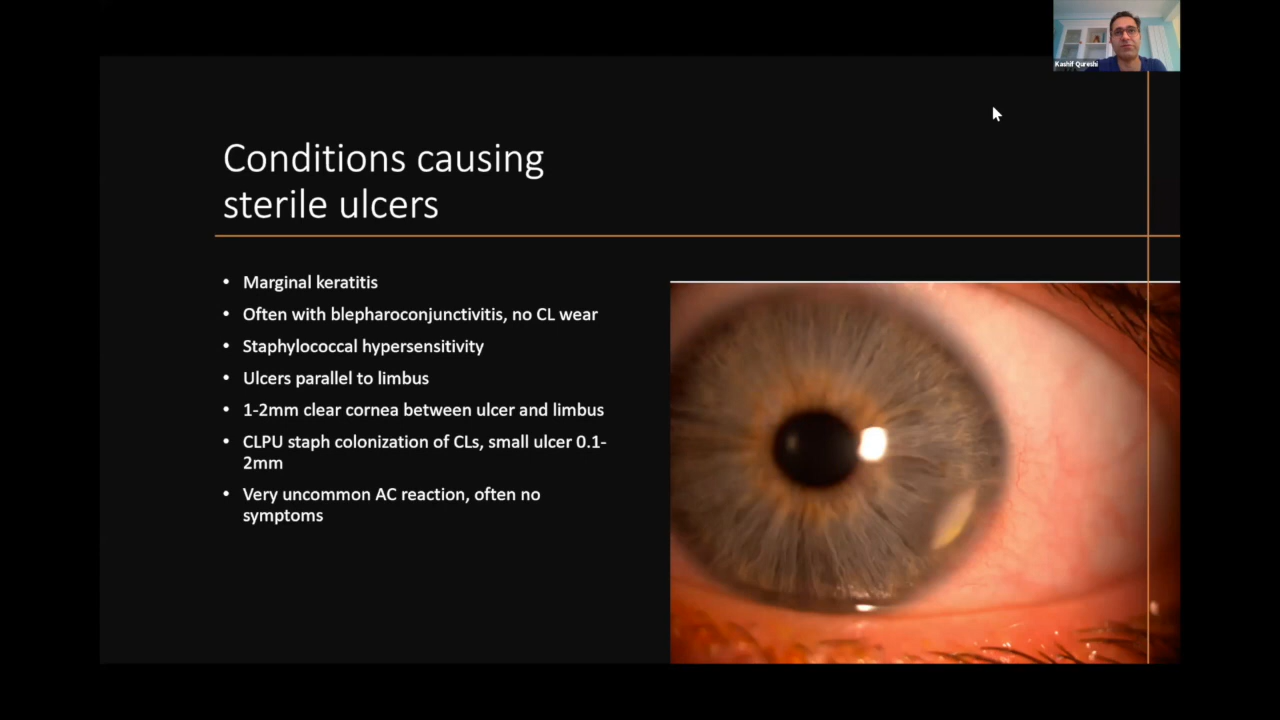 Kashif Qureshi
Conditions causing
sterile ulcers
• Marginal keratitis
• Often with blepharoconjunctivitis, no CL wear
• Staphylococcal hypersensitivity
• Ulcers parallel to limbus
• 1-2mm clear cornea between ulcer and limbus
• CLPU staph colonization of CLs, small ulcer 0.1-
2mm
• Very uncommon AC reaction, often no
symptoms